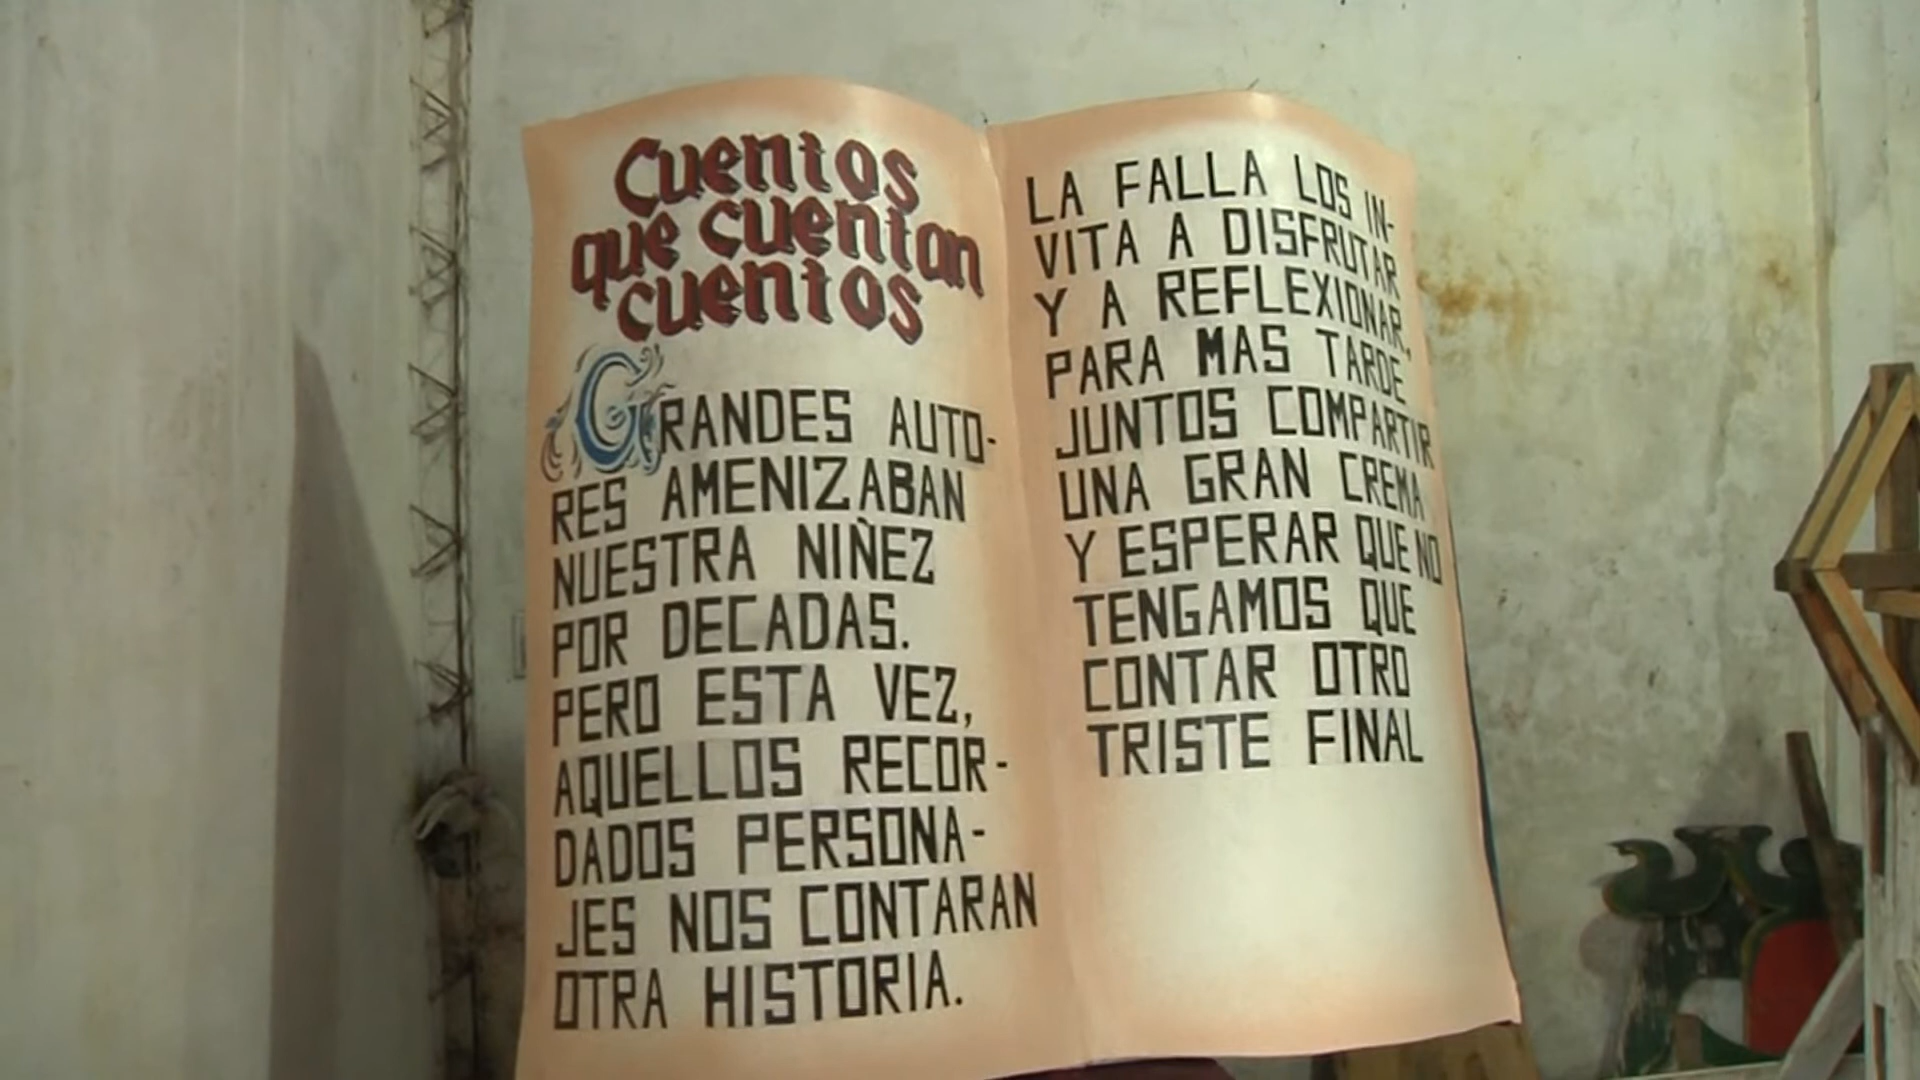 Cuentos
que cuentan
cuentos
GRANDES AUTO-
RES AMENIZABAN
NUESTRA NIÑEZ
POR DECADAS.
PERO ESTA VEZ,
AQUELLOS RECOR-
DADOS PERSONA-
JES NOS CONTARAN
OTRA HISTORIA.
LA FALLA LOS IN-
VITA A DISFRUTAR
Y A REFLEXIONAR,
PARA MAS TARDE
JUNTOS COMPARTIR
UNA GRAN CREMA
Y ESPERAR QUE NO
TENGAMOS QUE
CONTAR OTRO
TRISTE FINAL